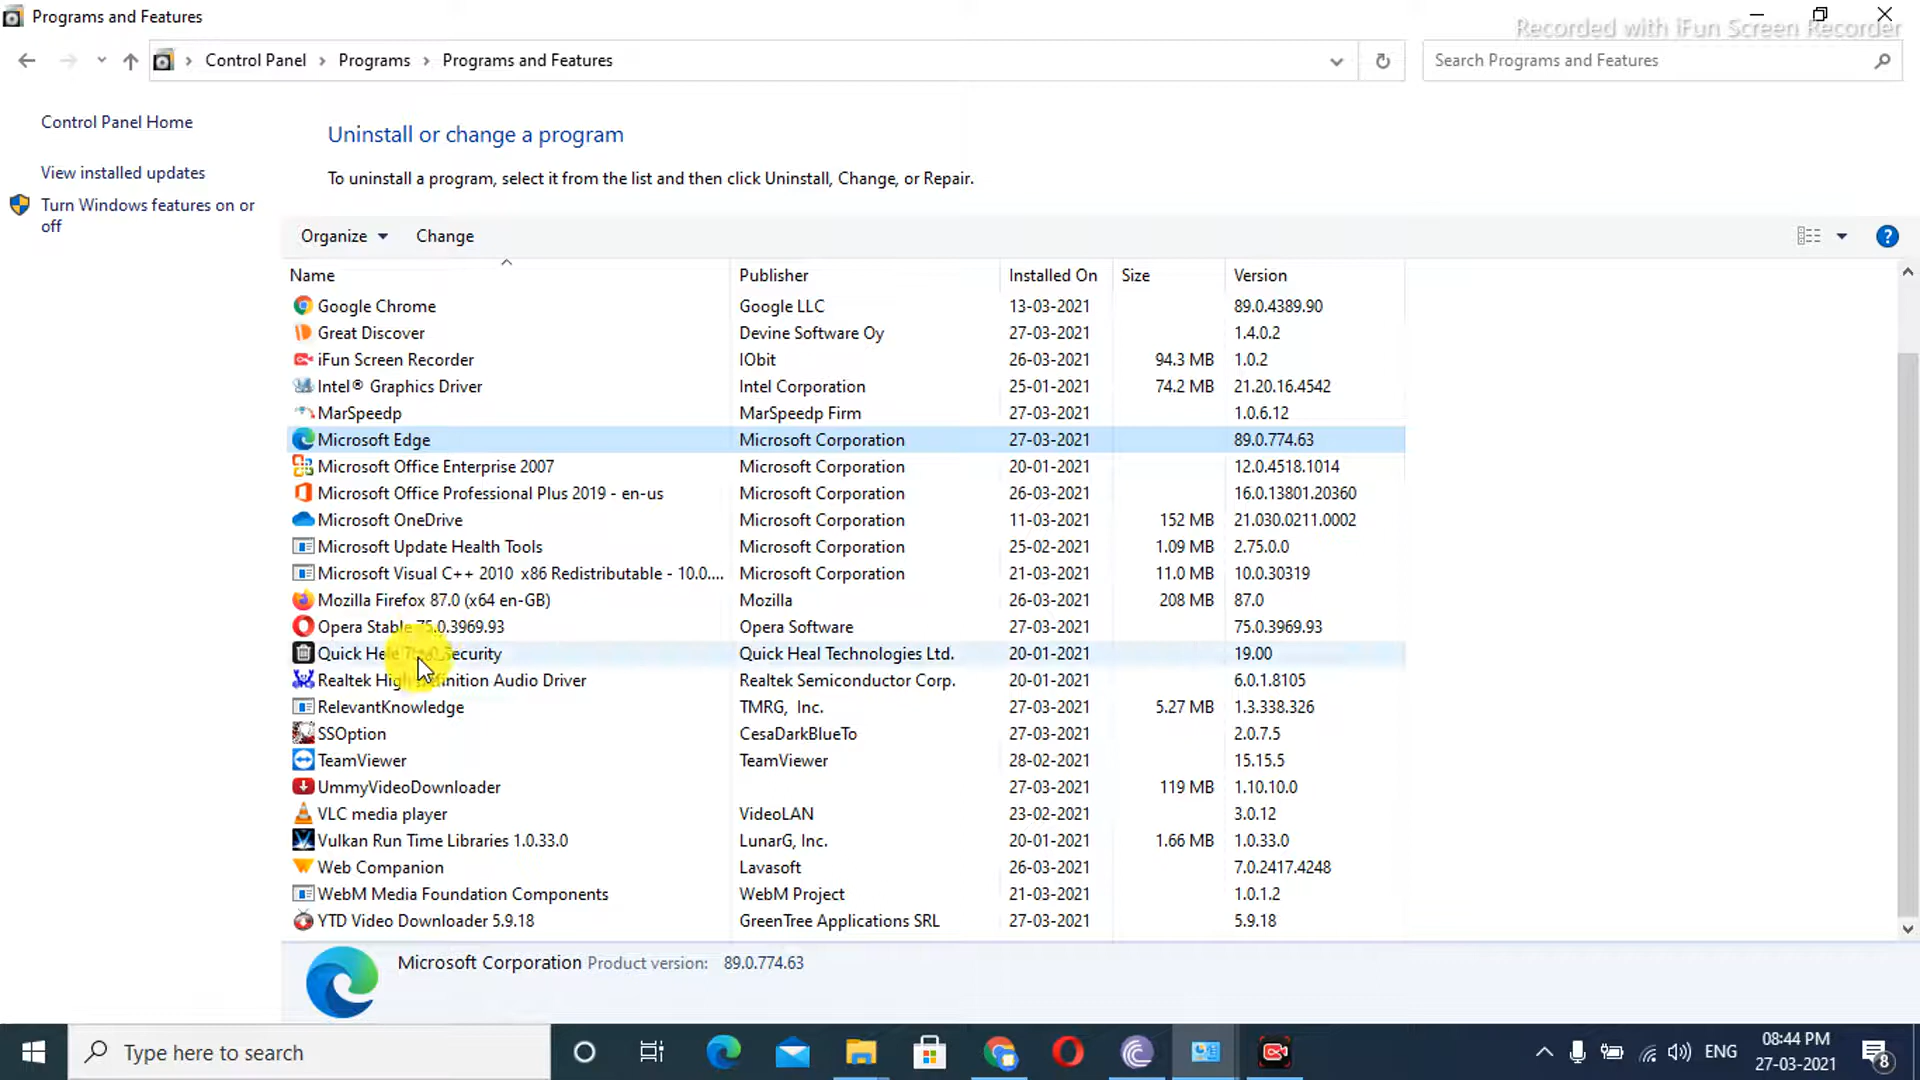 Programs and Features
Recorded with iFun Screen Recorder
Control Panel > Programs > Programs and Features
Search Programs and Features
Control Panel Home
View installed updates
Turn Windows features on or
off
Uninstall or change a program
To uninstall a program, select it from the list and then click Uninstall, Change, or Repair.
Organize Change
Name Publisher Installed On Size Version
Google Chrome Google LLC 13-03-2021 89.0.4389.90
Great Discover Devine Software Oy 27-03-2021 1.4.0.2
iFun Screen Recorder IObit 26-03-2021 94.3 MB 1.0.2
Intel® Graphics Driver Intel Corporation 25-01-2021 74.2 MB 21.20.16.4542
MarSpeedp MarSpeedp Firm 27-03-2021 1.0.6.12
Microsoft Edge Microsoft Corporation 27-03-2021 89.0.774.63
Microsoft Office Enterprise 2007 Microsoft Corporation 20-01-2021 12.0.4518.1014
Microsoft Office Professional Plus 2019 - en-us Microsoft Corporation 26-03-2021 16.0.13801.20360
Microsoft OneDrive Microsoft Corporation 11-03-2021 152 MB 21.030.0211.0002
Microsoft Update Health Tools Microsoft Corporation 25-02-2021 1.09 MB 2.75.0.0
Microsoft Visual C++ 2010 x86 Redistributable - 10.0.... Microsoft Corporation 21-03-2021 11.0 MB 10.0.30319
Mozilla Firefox 87.0 (x64 en-GB) Mozilla 26-03-2021 208 MB 87.0
Opera Stable 75.0.3969.93 Opera Software 27-03-2021 75.0.3969.93
Quick Security Quick Heal Technologies Ltd. 20-01-2021 19.00
Realtek High Definition Audio Driver Realtek Semiconductor Corp. 20-01-2021 6.0.1.8105
RelevantKnowledge TMRG, Inc. 27-03-2021 5.27 MB 1.3.338.326
SSOption CesaDarkBlueTo 27-03-2021 2.0.7.5
TeamViewer TeamViewer 28-02-2021 15.15.5
UmmyVideoDownloader 27-03-2021 119 MB 1.10.10.0
VLC media player VideoLAN 23-02-2021 3.0.12
Vulkan Run Time Libraries 1.0.33.0 LunarG, Inc. 20-01-2021 1.66 MB 1.0.33.0
Web Companion Lavasoft 26-03-2021 7.0.2417.4248
WebM Media Foundation Components WebM Project 21-03-2021 1.0.1.2
YTD Video Downloader 5.9.18 GreenTree Applications SRL 27-03-2021 5.9.18
Microsoft Corporation Product version: 89.0.774.63
Type here to search
ENG
08:44 PM
27-03-2021
8